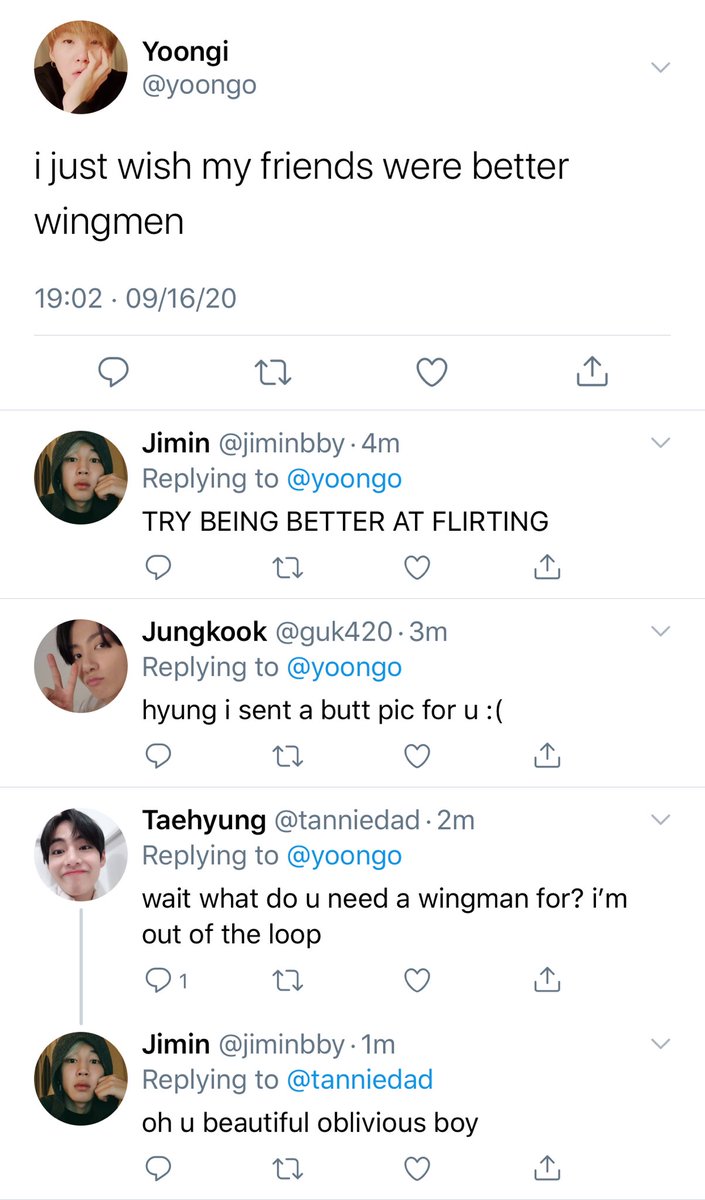 Yoongi
@yoongo
i just wish my friends were better
wingmen
19:02 · 09/16/20
Jimin @jiminbby · 4m
Replying to @yoongo
TRY BEING BETTER AT FLIRTING
Jungkook @guk420 · 3m
Replying to @yoongo
hyung i sent a butt pic for u :(
Taehyung @tanniedad · 2m
Replying to @yoongo
wait what do u need a wingman for? i’m
out of the loop
1
Jimin @jiminbby · 1m
Replying to @tanniedad
oh u beautiful oblivious boy